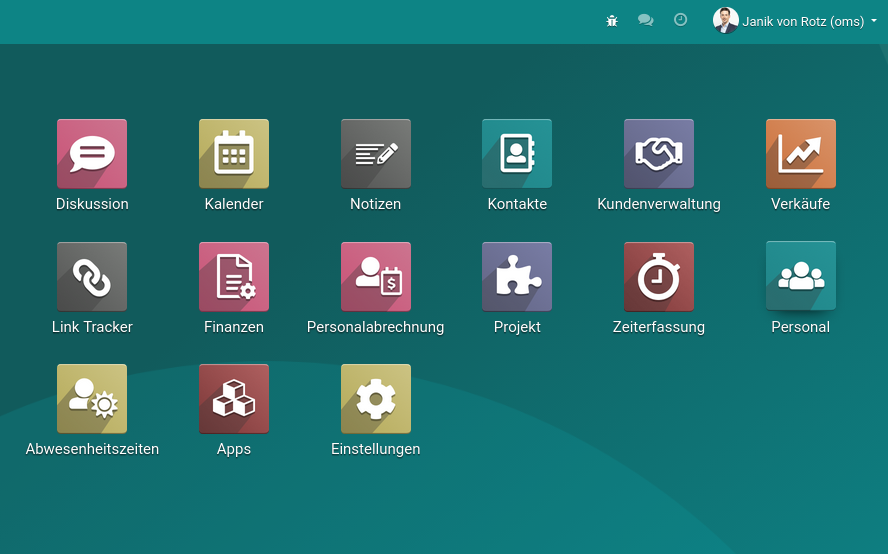 Janik von Rotz (oms)
Diskussion
Kalender
Notizen
Kontakte
Kundenverwaltung
Verkäufe
Link Tracker
Finanzen
$
Personalabrechnung
Projekt
Zeiterfassung
Personal
Abwesenheitszeiten
Apps
Einstellungen